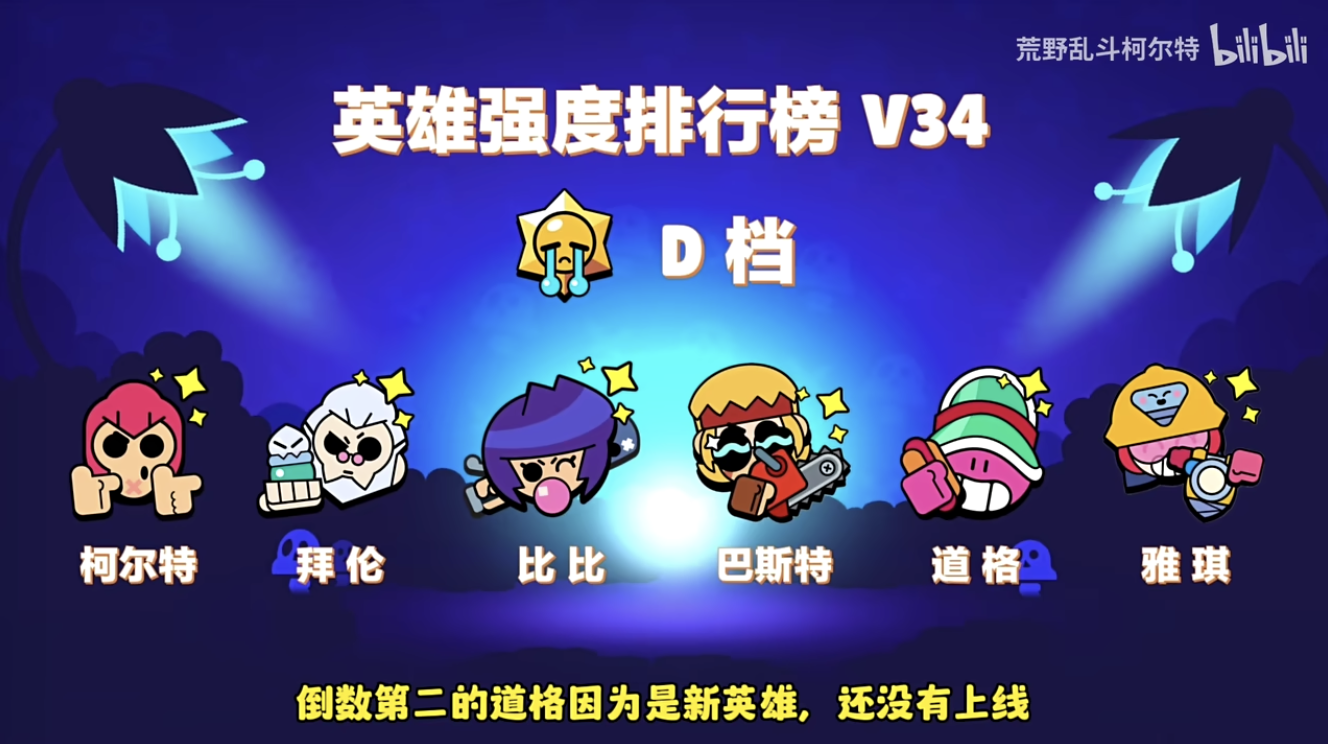 荒野乱斗柯尔特 bilibili
英雄强度排行榜 V34
D 档
柯尔特 拜伦 比比 巴斯特 道格 雅琪
倒数第二的道格因为是新英雄，还没有上线